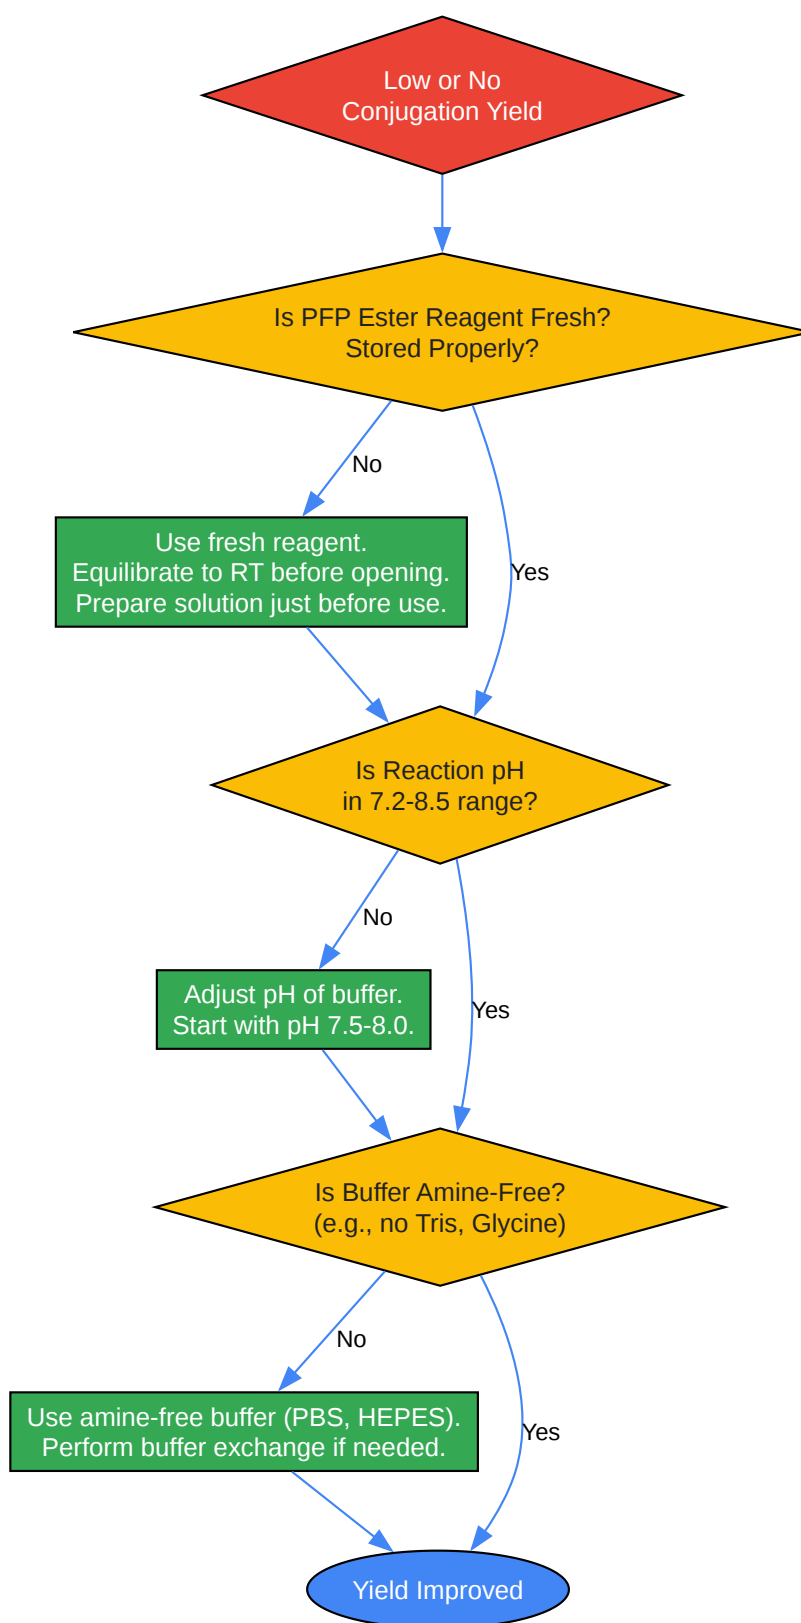 Low or No
Conjugation Yield
Is PFP Ester Reagent Fresh?
Stored Properly?
No
Use fresh reagent.
Equilibrate to RT before opening.
Prepare solution just before use.
Yes
Is Reaction pH
in 7.2-8.5 range?
No
Adjust pH of buffer.
Start with pH 7.5-8.0.
Yes
Is Buffer Amine-Free?
(e.g., no Tris, Glycine)
No
Use amine-free buffer (PBS, HEPES).
Perform buffer exchange if needed.
Yes
Yield Improved